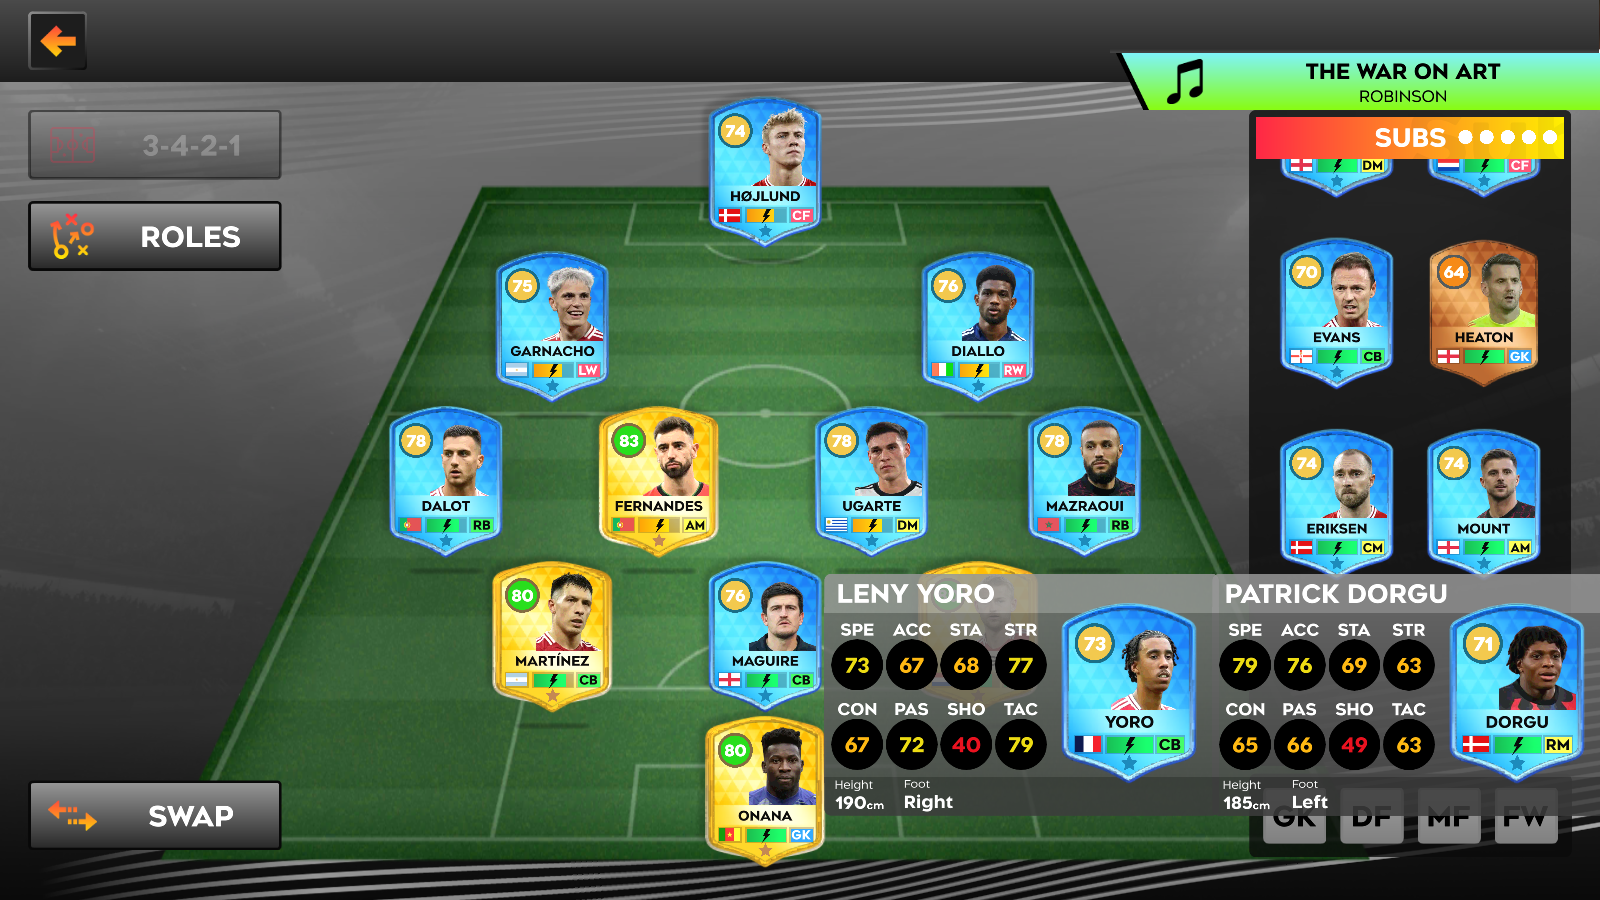 THE WAR ON ART
ROBINSON
3-4-2-1
ROLES
SWAP
SUBS
DM
CF
74
HØJLUND
CF
75
GARNACHO
LW
76
DIALLO
RW
70
EVANS
CB
64
HEATON
GK
78
DALOT
RB
83
FERNANDES
AM
78
UGARTE
DM
78
MAZRAOUI
RB
74
ERIKSEN
CM
74
MOUNT
AM
80
MARTÍNEZ
CB
76
MAGUIRE
CB
80
ONANA
GK
LENY YORO
SPE ACC STA STR
73 67 68 77
CON PAS SHO TAC
67 72 40 79
Height Foot
190cm Right
73
YORO
CB
PATRICK DORGU
SPE ACC STA STR
79 76 69 63
CON PAS SHO TAC
65 66 49 63
Height Foot
185cm Left
71
DORGU
RM
GK DF MF FW